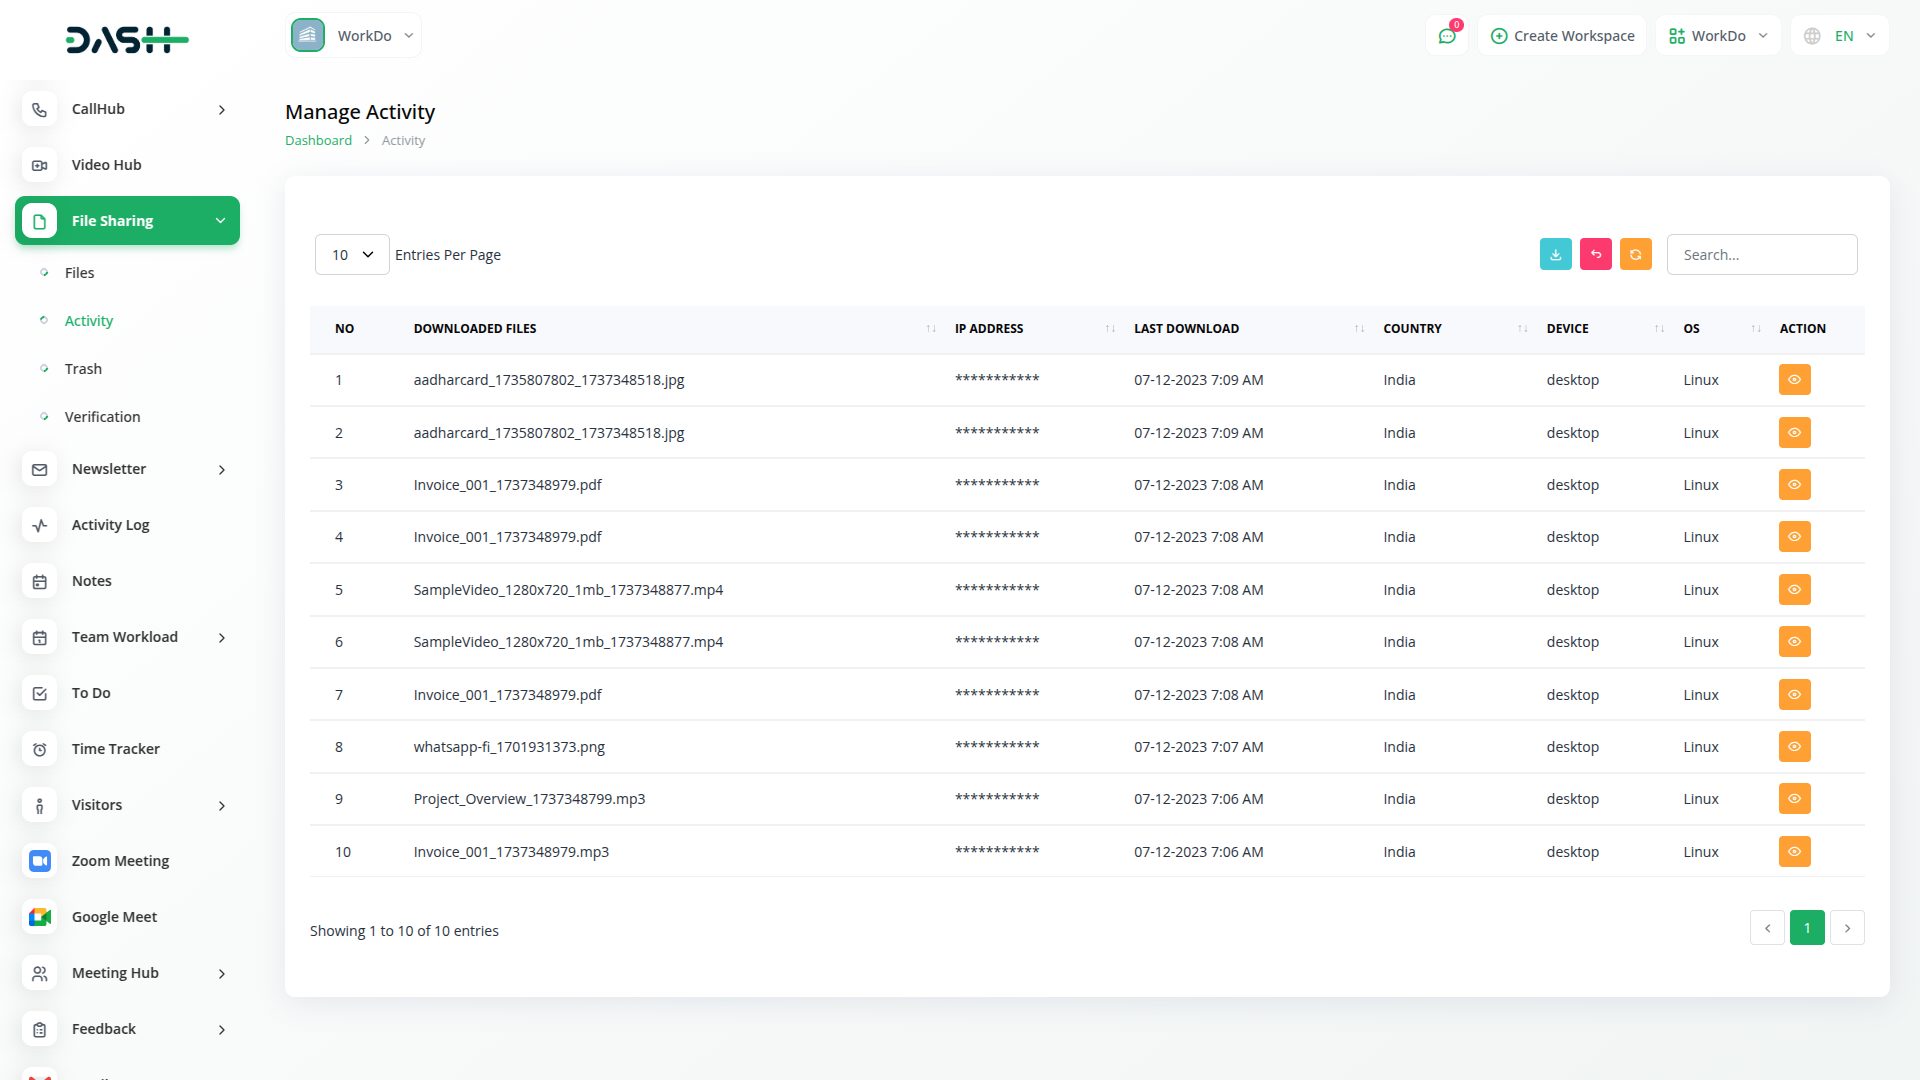 DASH
WorkDo
0
Create Workspace
WorkDo
EN
CallHub
Video Hub
File Sharing
Files
Activity
Trash
Verification
Newsletter
Activity Log
Notes
Team Workload
To Do
Time Tracker
Visitors
Zoom Meeting
Google Meet
Meeting Hub
Feedback
Manage Activity
Dashboard > Activity
10 Entries Per Page
Search...
NO DOWNLOADED FILES IP ADDRESS LAST DOWNLOAD COUNTRY DEVICE OS ACTION
1 aadharcard_1735807802_1737348518.jpg *********** 07-12-2023 7:09 AM India desktop Linux
2 aadharcard_1735807802_1737348518.jpg *********** 07-12-2023 7:09 AM India desktop Linux
3 Invoice_001_1737348979.pdf *********** 07-12-2023 7:08 AM India desktop Linux
4 Invoice_001_1737348979.pdf *********** 07-12-2023 7:08 AM India desktop Linux
5 SampleVideo_1280x720_1mb_1737348877.mp4 *********** 07-12-2023 7:08 AM India desktop Linux
6 SampleVideo_1280x720_1mb_1737348877.mp4 *********** 07-12-2023 7:08 AM India desktop Linux
7 Invoice_001_1737348979.pdf *********** 07-12-2023 7:08 AM India desktop Linux
8 whatsapp-fi_1701931373.png *********** 07-12-2023 7:07 AM India desktop Linux
9 Project_Overview_1737348799.mp3 *********** 07-12-2023 7:06 AM India desktop Linux
10 Invoice_001_1737348979.mp3 *********** 07-12-2023 7:06 AM India desktop Linux
Showing 1 to 10 of 10 entries
‹ 1 ›